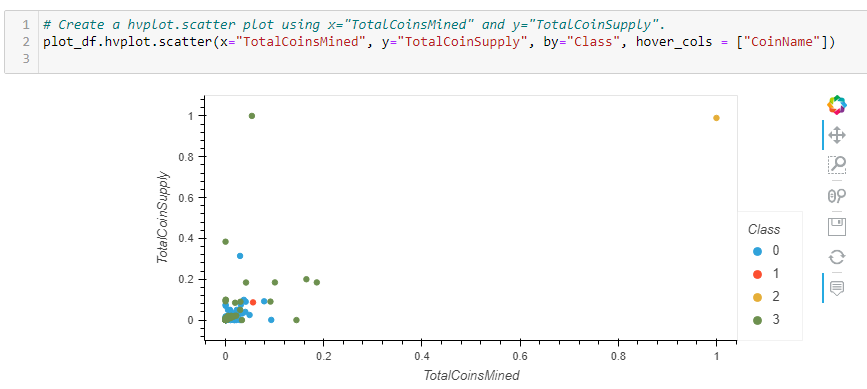 1 # Create a hvplot.scatter plot using x="TotalCoinsMined" and y="TotalCoinSupply".
2 plot_df.hvplot.scatter(x="TotalCoinsMined", y="TotalCoinSupply", by="Class", hover_cols = ["CoinName"])
3
TotalCoinSupply
1
0.8
0.6
0.4
0.2
0
0 0.2 0.4 0.6 0.8 1
TotalCoinsMined
Class
0
1
2
3